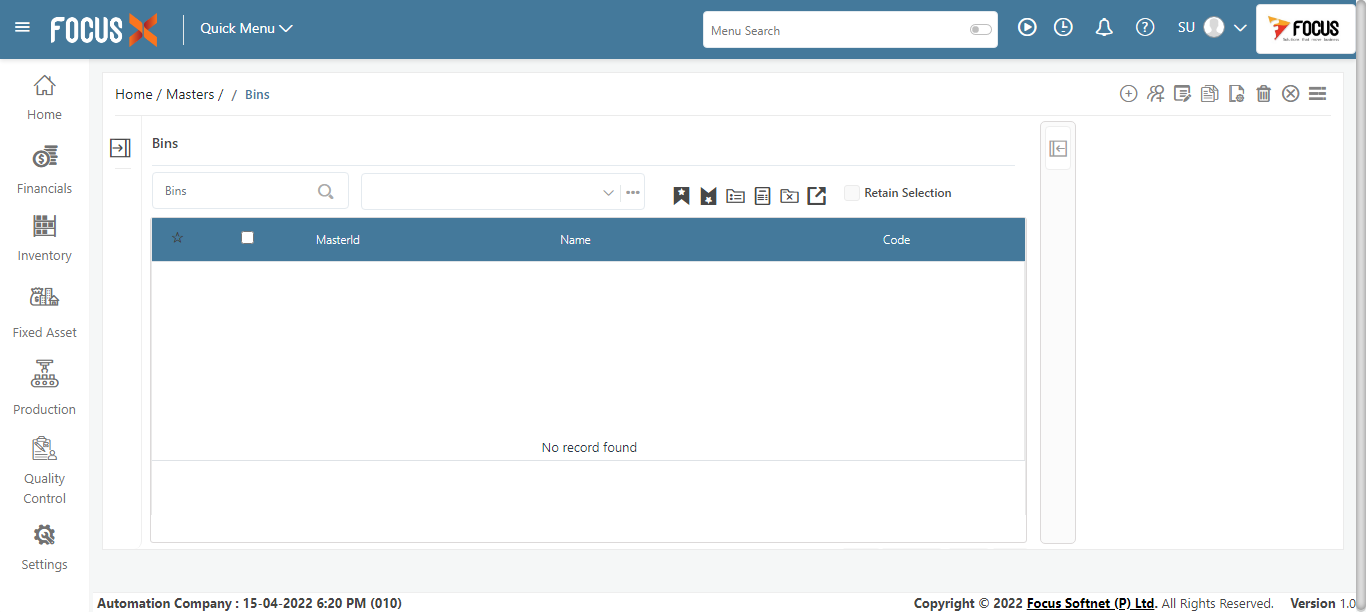 FOCUS X
Quick Menu
Menu Search
SU
FOCUS
Home
Financials
Inventory
Fixed Asset
Production
Quality
Control
Settings
Home / Masters / / Bins
Bins
Bins
Retain Selection
MasterId Name Code
No record found
Automation Company : 15-04-2022 6:20 PM (010)
Copyright © 2022 Focus Softnet (P) Ltd. All Rights Reserved. Version 1.0